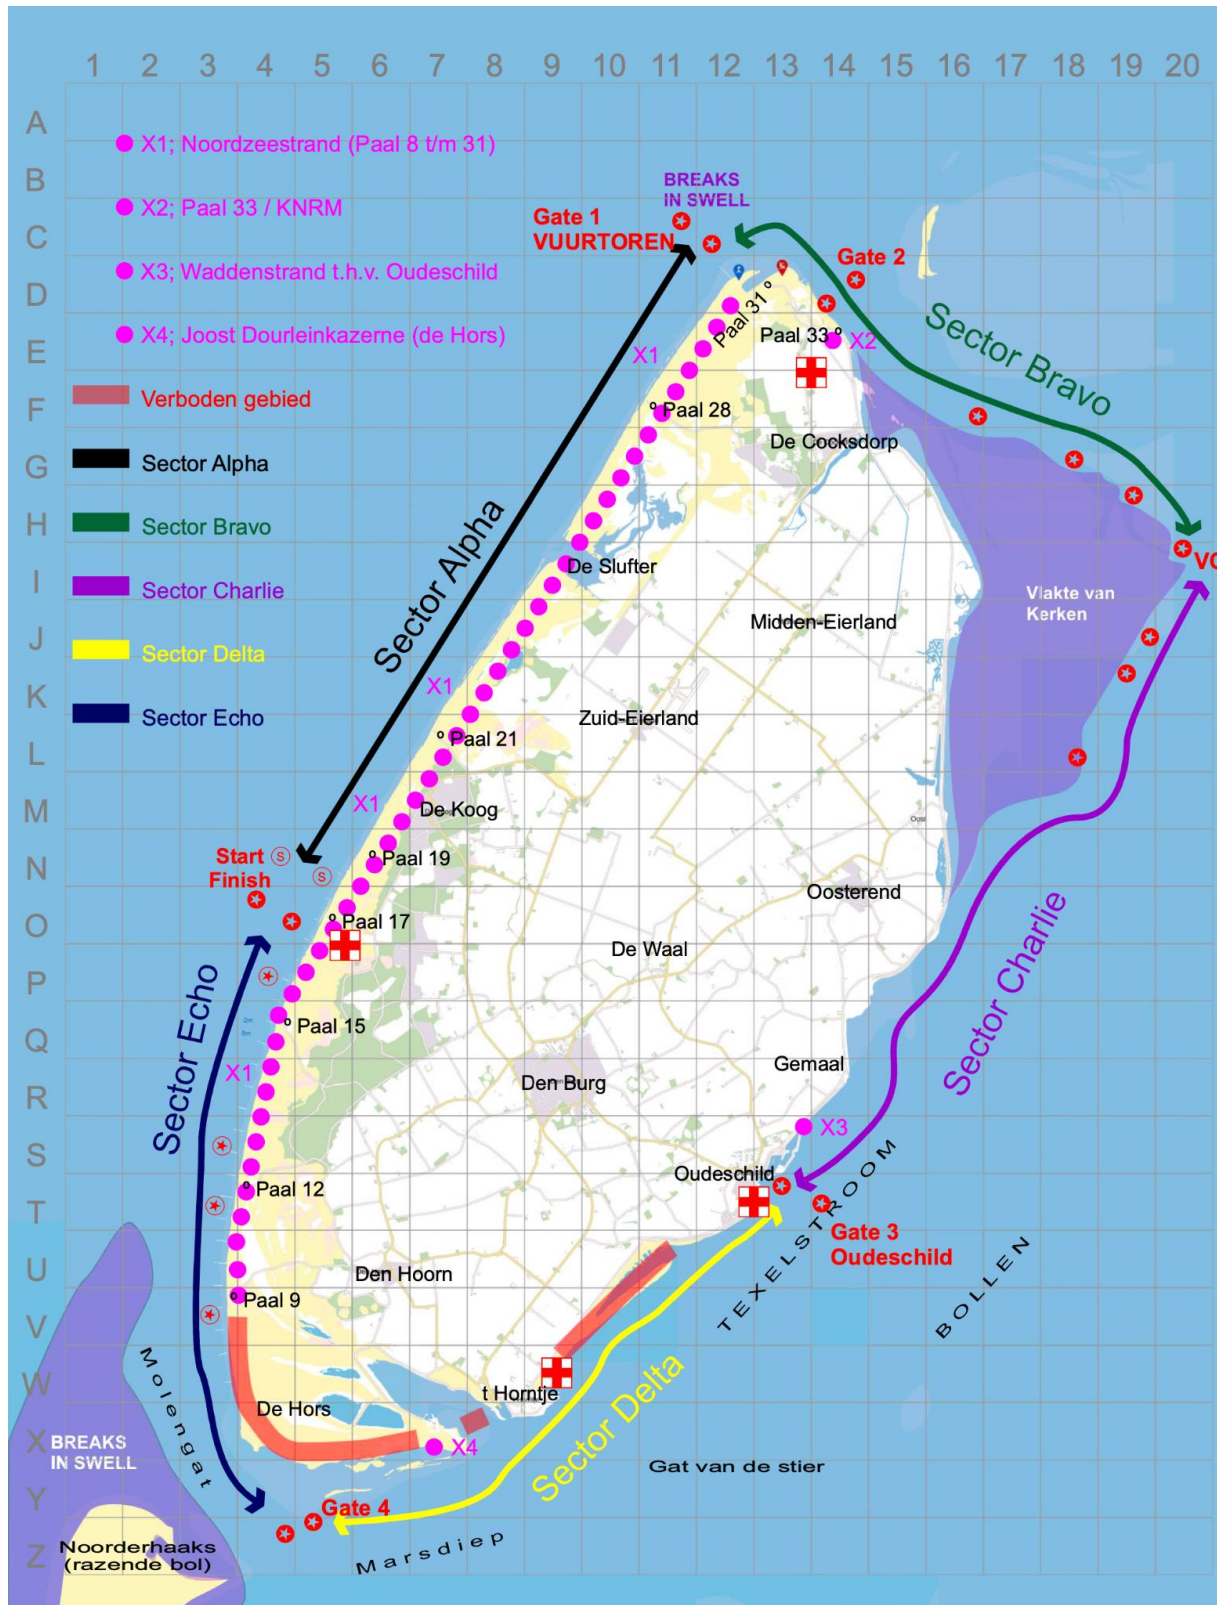 1 2 3 4 5 6 7 8 9 10 11 12 13 14 15 16 17 18 19 20
A
B
C
D
E
F
G
H
I
J
K
L
M
N
O
P
Q
R
S
T
U
V
W
X
Y
Z
X1; Noordzeestrand (Paal 8 t/m 31)
X2; Paal 33 / KNRM
X3; Waddenstrand t.h.v. Oudeschild
X4; Joost Dourleinkazerne (de Hors)
Verboden gebied
Sector Alpha
Sector Bravo
Sector Charlie
Sector Delta
Sector Echo
BREAKS
IN SWELL
Gate 1
VUURTOREN
Gate 2
Paal 31 º
Paal 33 º
X2
X1
Sector Bravo
º Paal 28
De Cocksdorp
Sector Alpha
De Slufter
VC
Vlakte van
Kerken
Midden-Eierland
X1
Zuid-Eierland
º Paal 21
X1
De Koog
Oost
Start S
Finish
S
º Paal 19
Oosterend
º Paal 17
De Waal
Sector Charlie
Sector Echo
º Paal 15
Gemaal
X1
Den Burg
X3
Oudeschild
º Paal 12
Gate 3
Oudeschild
TEXELSTROOM
BOLLEN
Den Hoorn
º Paal 9
Molengat
t Horntje
De Hors
Sector Delta
X4
BREAKS
IN SWELL
Gat van de stier
Gate 4
Marsdiep
Noorderhaaks
(razende bol)